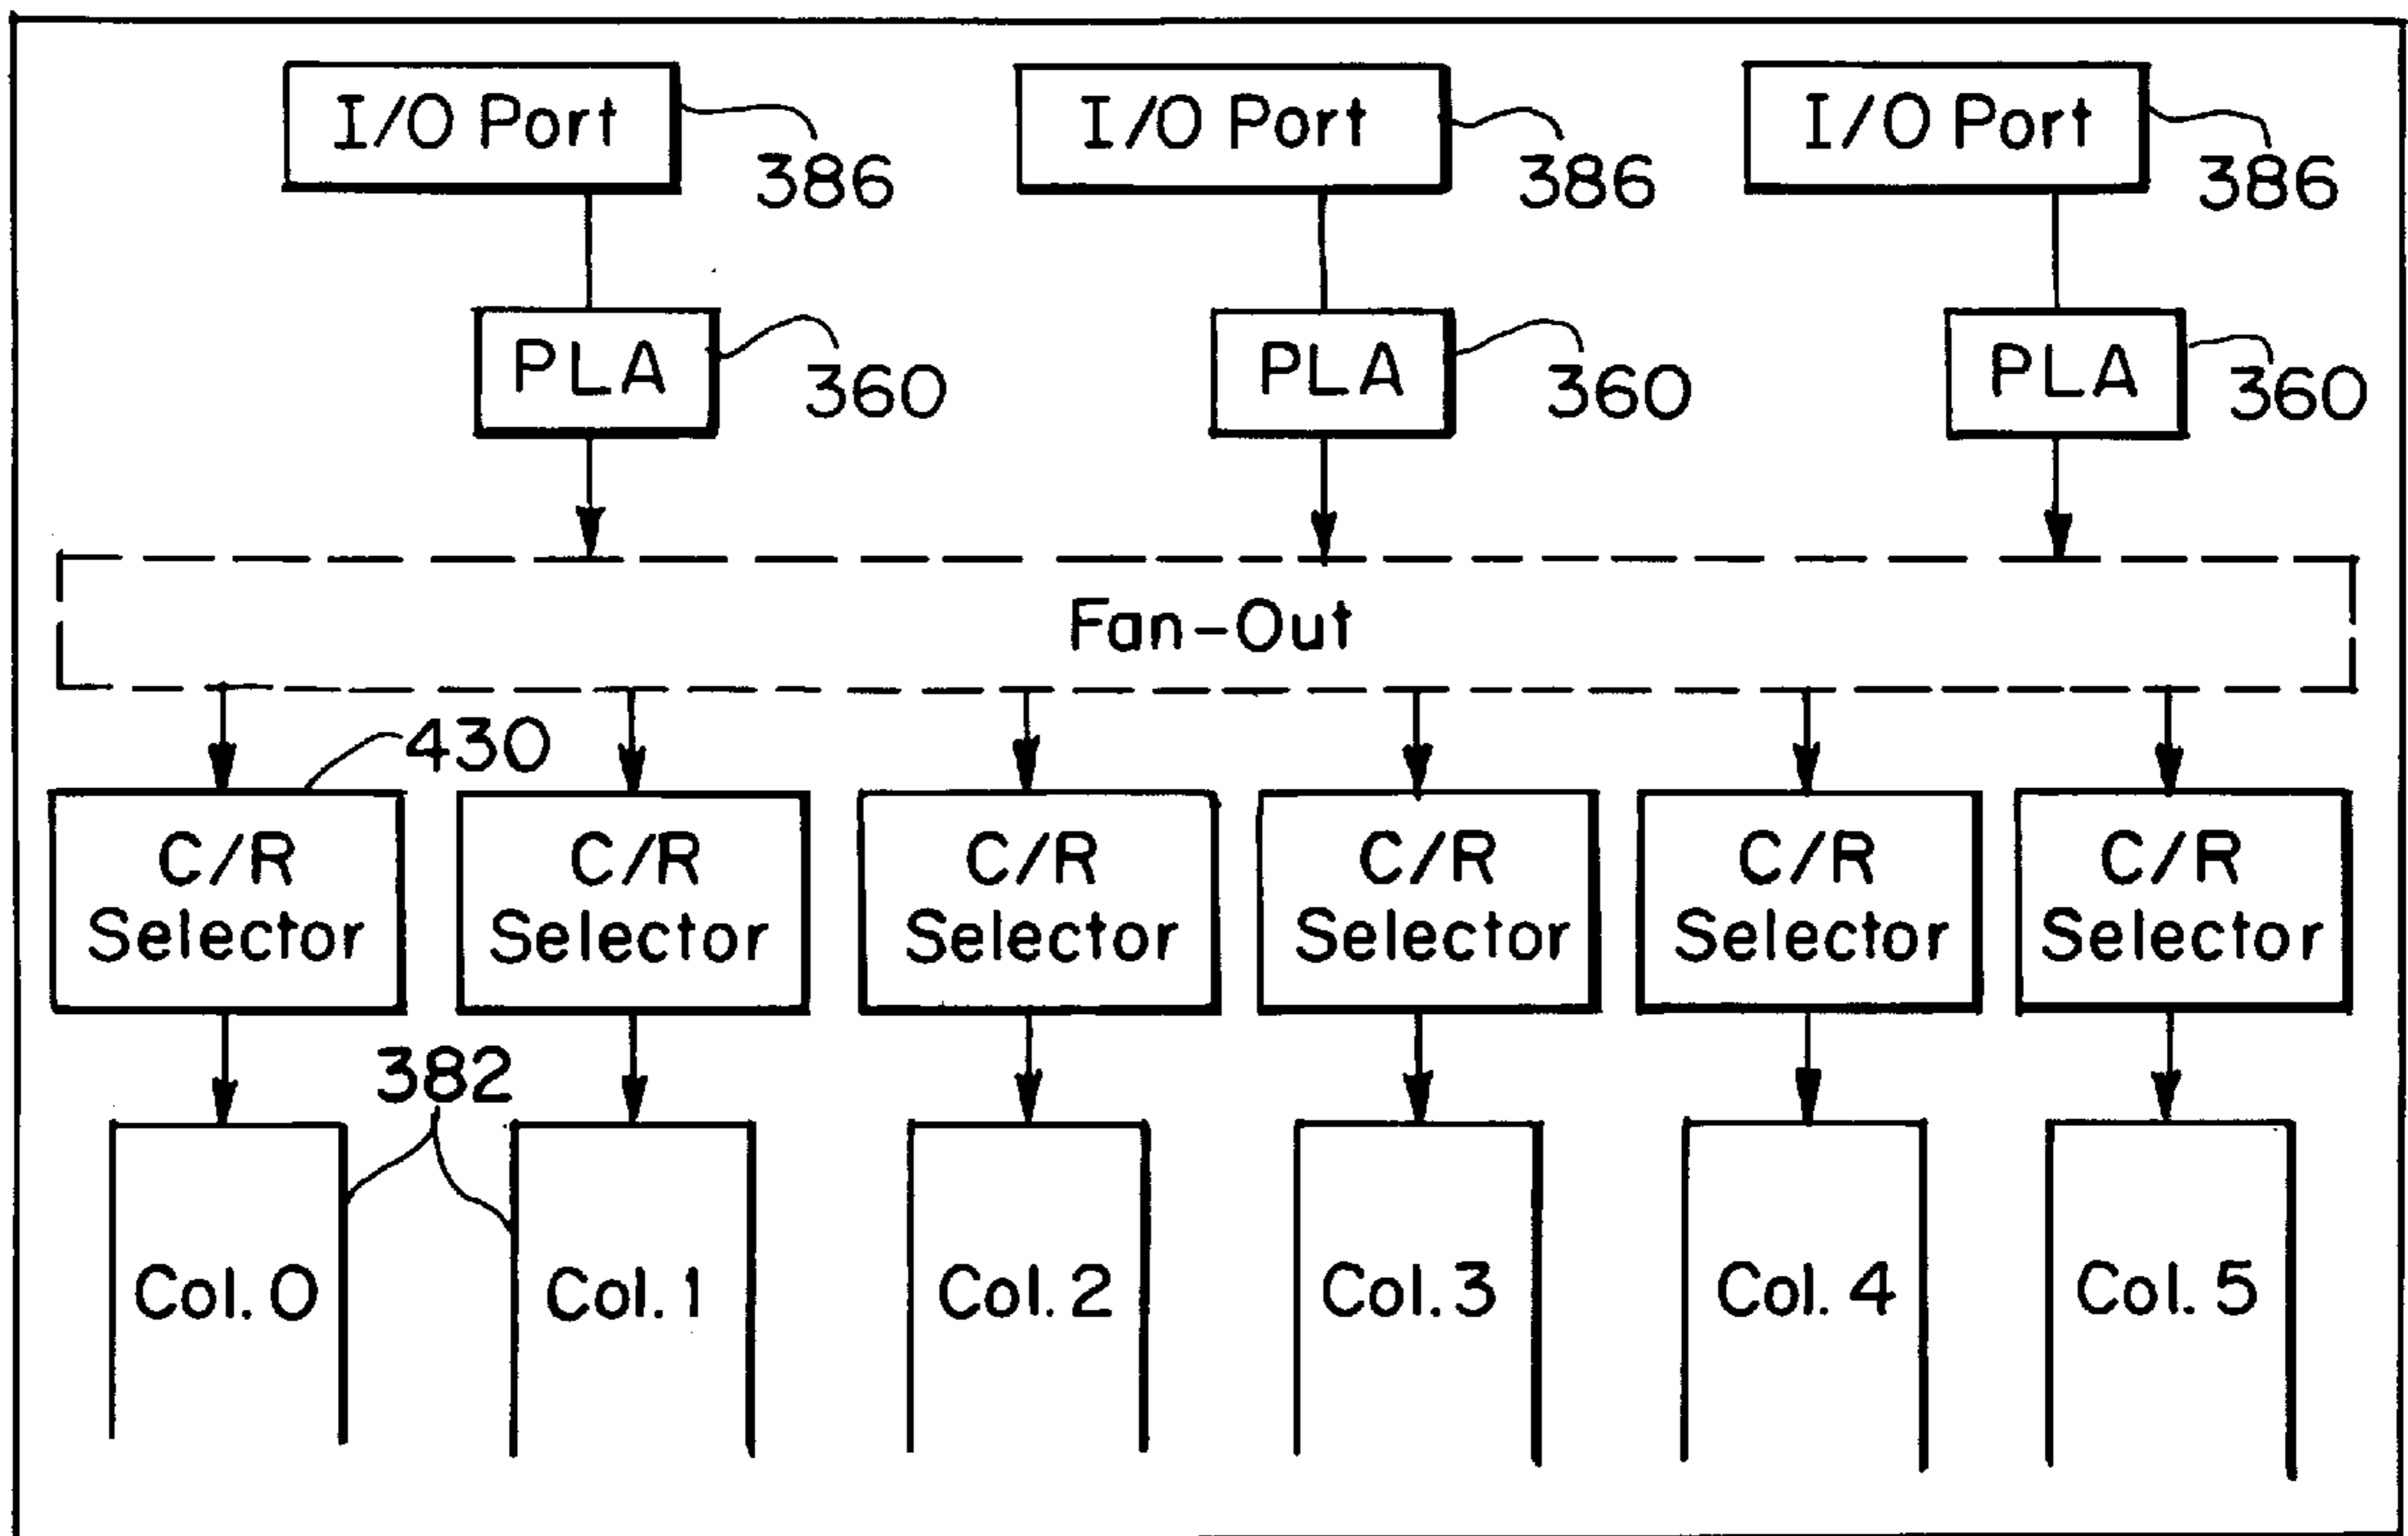 I/O Port
386
I/O Port
386
I/O Port
386
PLA
360
PLA
360
PLA
360
Fan-Out
430
C/R
Selector
C/R
Selector
C/R
Selector
C/R
Selector
C/R
Selector
C/R
Selector
382
Col. 0
Col. 1
Col. 2
Col. 3
Col. 4
Col. 5